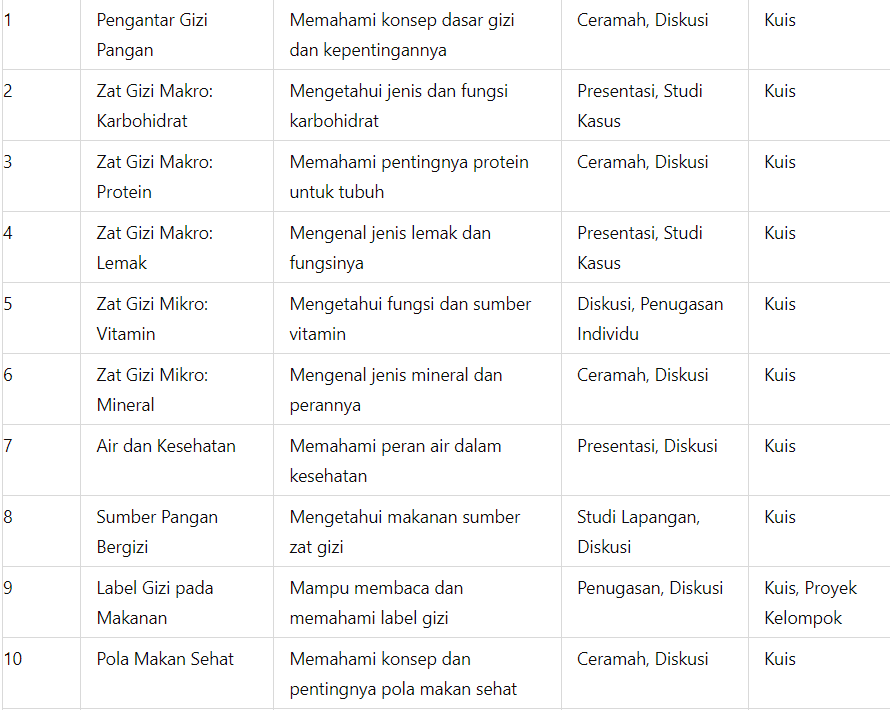 1 Pengantar Gizi Memahami konsep dasar gizi Ceramah, Diskusi Kuis
Pangan dan kepentingannya
2 Zat Gizi Makro: Mengetahui jenis dan fungsi Presentasi, Studi Kuis
Karbohidrat karbohidrat Kasus
3 Zat Gizi Makro: Memahami pentingnya protein Ceramah, Diskusi Kuis
Protein untuk tubuh
4 Zat Gizi Makro: Mengenal jenis lemak dan Presentasi, Studi Kuis
Lemak fungsinya Kasus
5 Zat Gizi Mikro: Mengetahui fungsi dan sumber Diskusi, Penugasan Kuis
Vitamin vitamin Individu
6 Zat Gizi Mikro: Mengenal jenis mineral dan Ceramah, Diskusi Kuis
Mineral perannya
7 Air dan Kesehatan Memahami peran air dalam Presentasi, Diskusi Kuis
kesehatan
8 Sumber Pangan Mengetahui makanan sumber Studi Lapangan, Kuis
Bergizi zat gizi Diskusi
9 Label Gizi pada Mampu membaca dan Penugasan, Diskusi Kuis, Proyek
Makanan memahami label gizi Kelompok
10 Pola Makan Sehat Memahami konsep dan Ceramah, Diskusi Kuis
pentingnya pola makan sehat